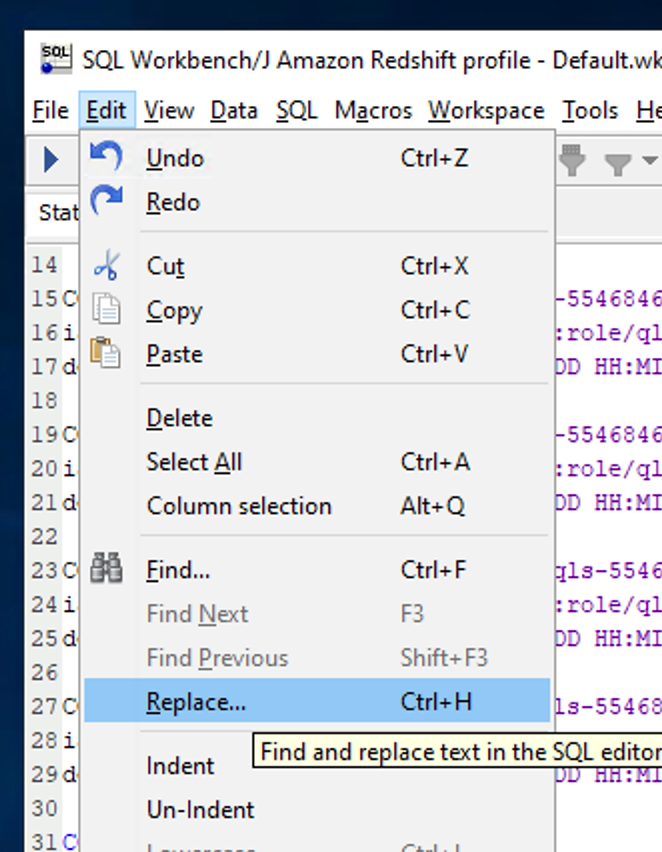 SQL
SQL Workbench/J Amazon Redshift profile - Default.wk
File Edit View Data SQL Macros Workspace Tools He
Undo Ctrl+Z
Redo
Stat
14
Cut Ctrl+X
15 C -5546846
Copy Ctrl+C
16 i :role/ql
Paste Ctrl+V
17 d DD HH:MI
18
Delete
19 C -5546846
Select All Ctrl+A
20 i :role/ql
21 d DD HH:MI
Column selection Alt+Q
22
23 C qls-5546
Find... Ctrl+F
24 i :role/ql
Find Next F3
25 d DD HH:MI
Find Previous Shift+F3
26
27 C ls-55468
Replace... Ctrl+H
28 i
Find and replace text in the SQL editor
Indent
29 d DD HH:MI
30
Un-Indent
31 C